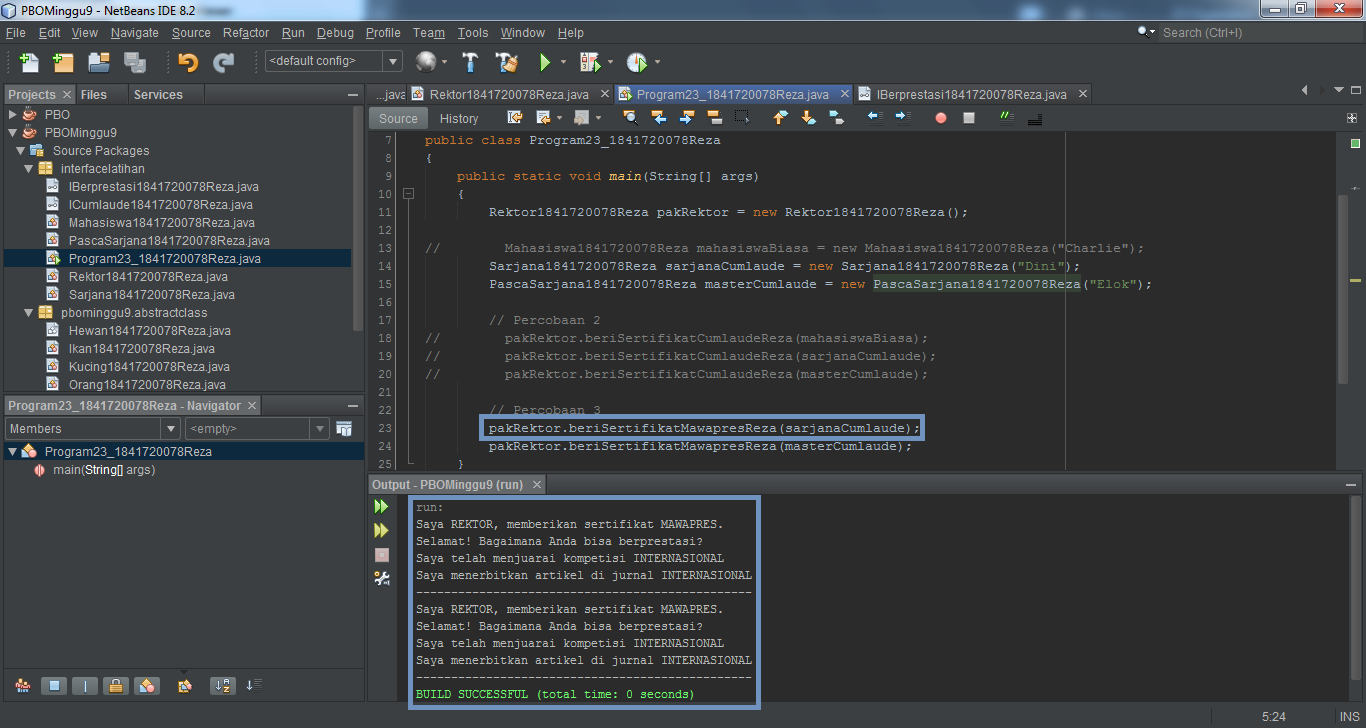 PBOMinggu9 - NetBeans IDE 8.2
File Edit View Navigate Source Refactor Run Debug Profile Team Tools Window Help
Search (Ctrl+I)
<default config>
Projects Files Services
PBO
PBOMinggu9
Source Packages
interfacelatihan
IBerprestasi1841720078Reza.java
ICumlaude1841720078Reza.java
Mahasiswa1841720078Reza.java
PascaSarjana1841720078Reza.java
Program23_1841720078Reza.java
Rektor1841720078Reza.java
Sarjana1841720078Reza.java
pbominggu9.abstractclass
Hewan1841720078Reza.java
Ikan1841720078Reza.java
Kucing1841720078Reza.java
Orang1841720078Reza.java
Program23_1841720078Reza - Navigator
Members <empty>
Program23_1841720078Reza
main(String[] args)
...java Rektor1841720078Reza.java Program23_1841720078Reza.java IBerprestasi1841720078Reza.java
Source History
7 public class Program23_1841720078Reza
8 {
9 public static void main(String[] args)
10 {
11 Rektor1841720078Reza pakRektor = new Rektor1841720078Reza();
12
13 // Mahasiswa1841720078Reza mahasiswaBiasa = new Mahasiswa1841720078Reza("Charlie");
14 Sarjana1841720078Reza sarjanaCumlaude = new Sarjana1841720078Reza("Dini");
15 PascaSarjana1841720078Reza masterCumlaude = new PascaSarjana1841720078Reza("Elok");
16
17 // Percobaan 2
18 // pakRektor.beriSertifikatCumlaudeReza(mahasiswaBiasa);
19 // pakRektor.beriSertifikatCumlaudeReza(sarjanaCumlaude);
20 // pakRektor.beriSertifikatCumlaudeReza(masterCumlaude);
21
22 // Percobaan 3
23 pakRektor.beriSertifikatMawapresReza(sarjanaCumlaude);
24 pakRektor.beriSertifikatMawapresReza(masterCumlaude);
25 }
Output - PBOMinggu9 (run)
run:
Saya REKTOR, memberikan sertifikat MAWAPRES.
Selamat! Bagaimana Anda bisa berprestasi?
Saya telah menjuarai kompetisi INTERNASIONAL
Saya menerbitkan artikel di jurnal INTERNASIONAL
------------------------------------------------
Saya REKTOR, memberikan sertifikat MAWAPRES.
Selamat! Bagaimana Anda bisa berprestasi?
Saya telah menjuarai kompetisi INTERNASIONAL
Saya menerbitkan artikel di jurnal INTERNASIONAL
------------------------------------------------
BUILD SUCCESSFUL (total time: 0 seconds)
5:24 INS